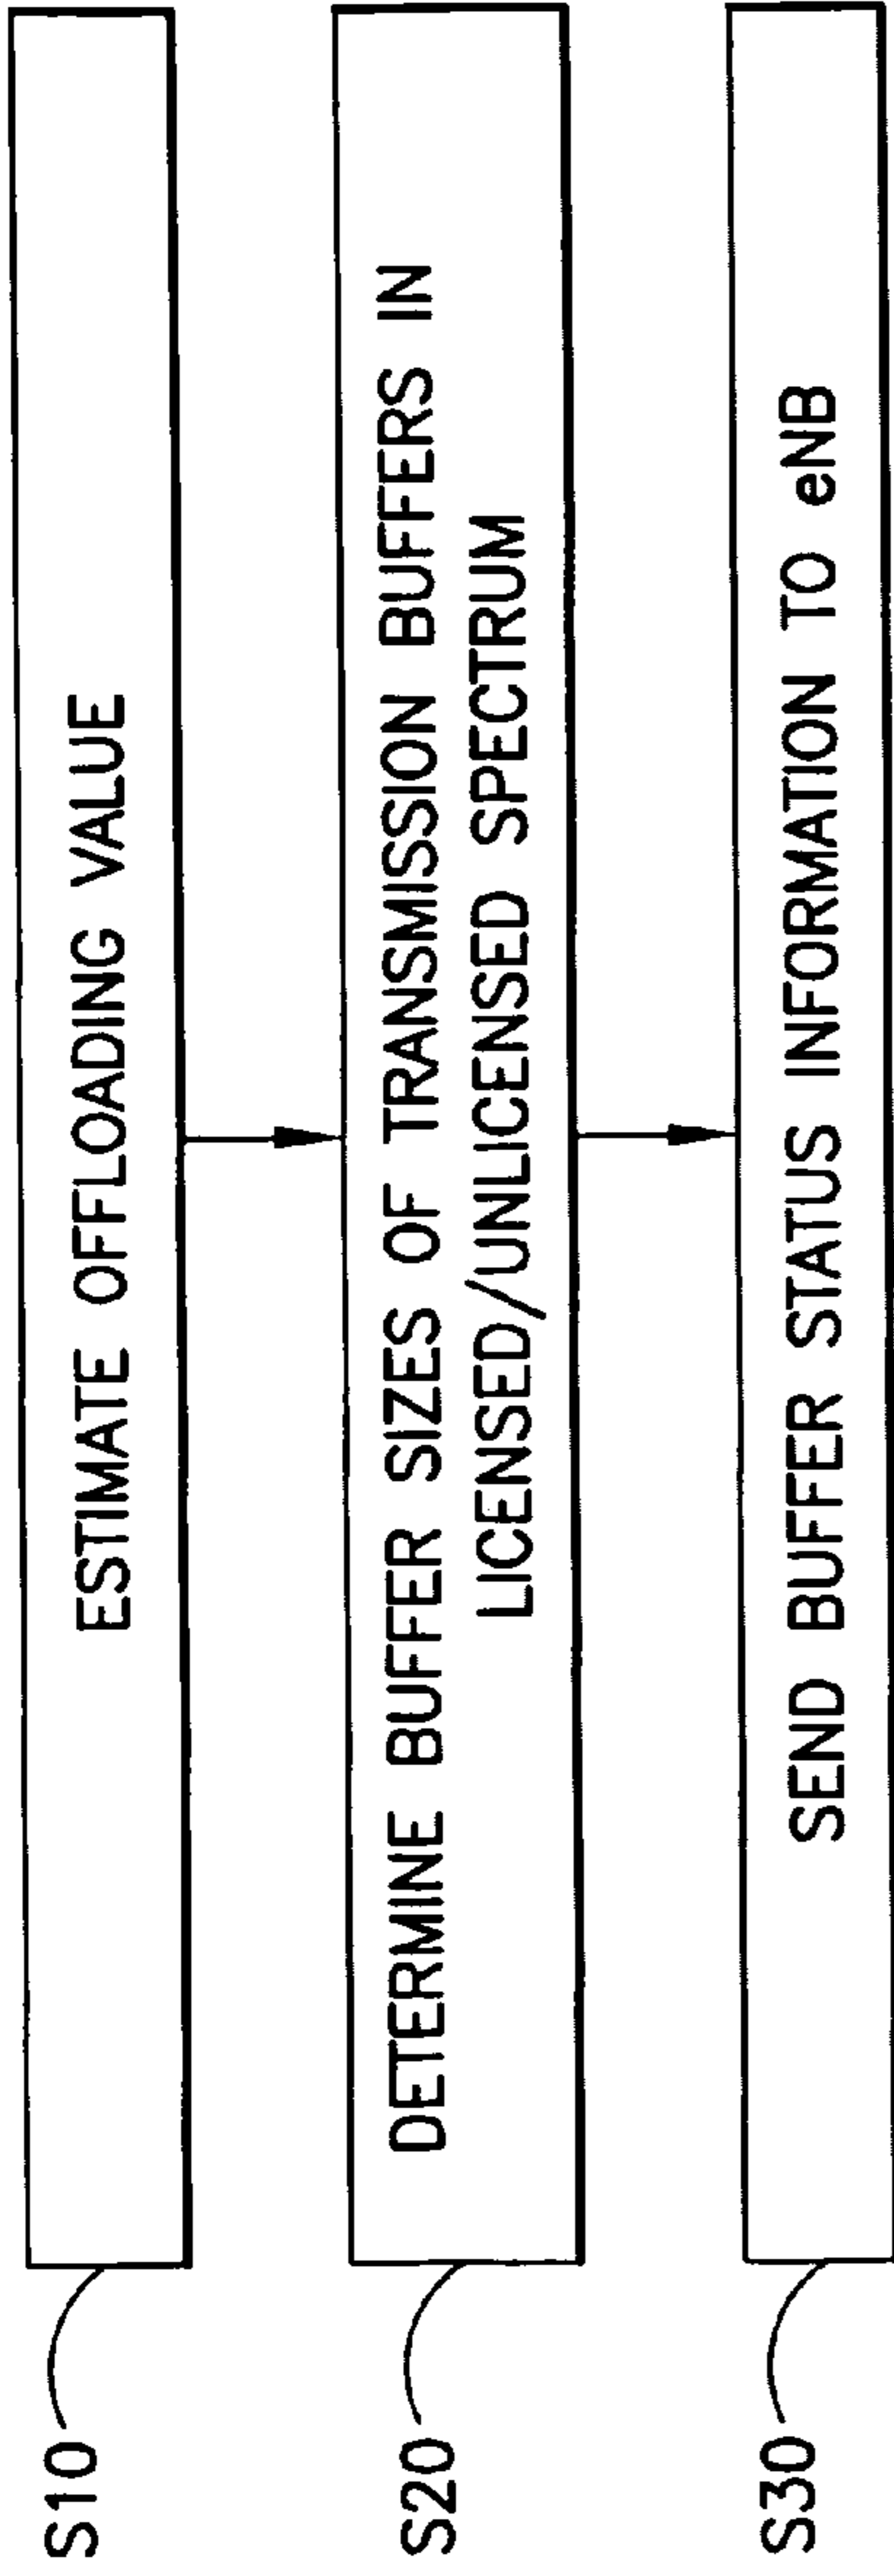 S10
ESTIMATE OFFLOADING VALUE
S20
DETERMINE BUFFER SIZES OF TRANSMISSION BUFFERS IN
LICENSED/UNLICENSED SPECTRUM
S30
SEND BUFFER STATUS INFORMATION TO eNB